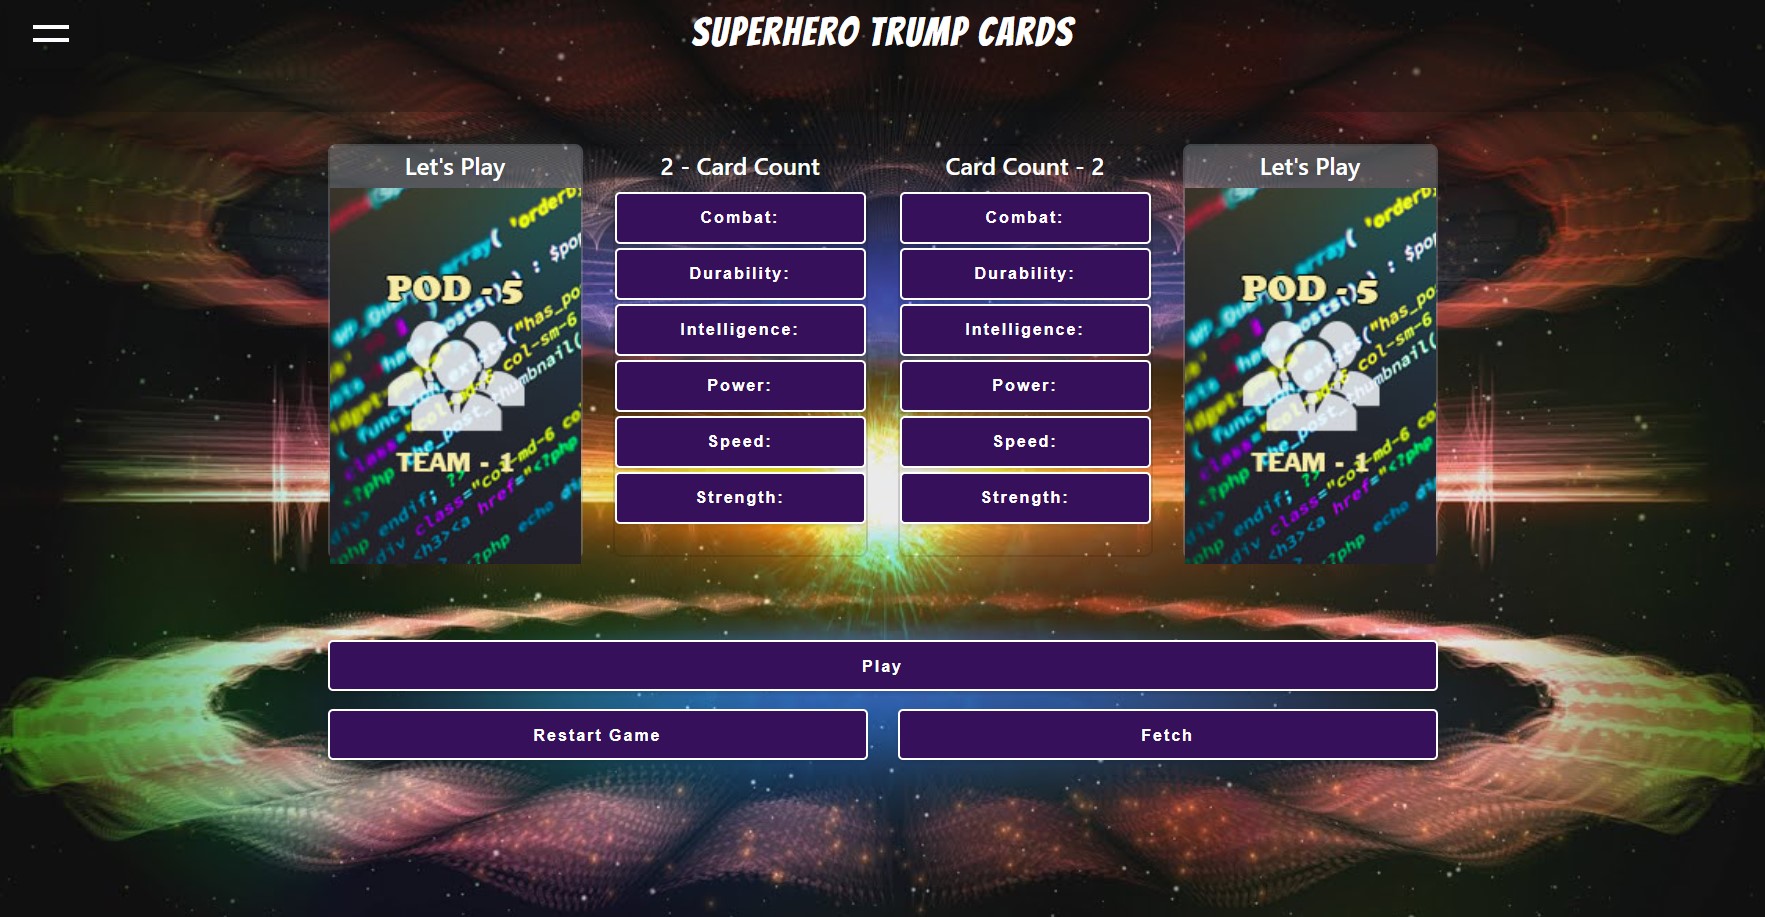 SUPERHERO TRUMP CARDS
Let's Play
2 - Card Count
Card Count - 2
Let's Play
POD - 5
TEAM - 1
Combat:
Durability:
Intelligence:
Power:
Speed:
Strength:
Combat:
Durability:
Intelligence:
Power:
Speed:
Strength:
POD - 5
TEAM - 1
Play
Restart Game
Fetch